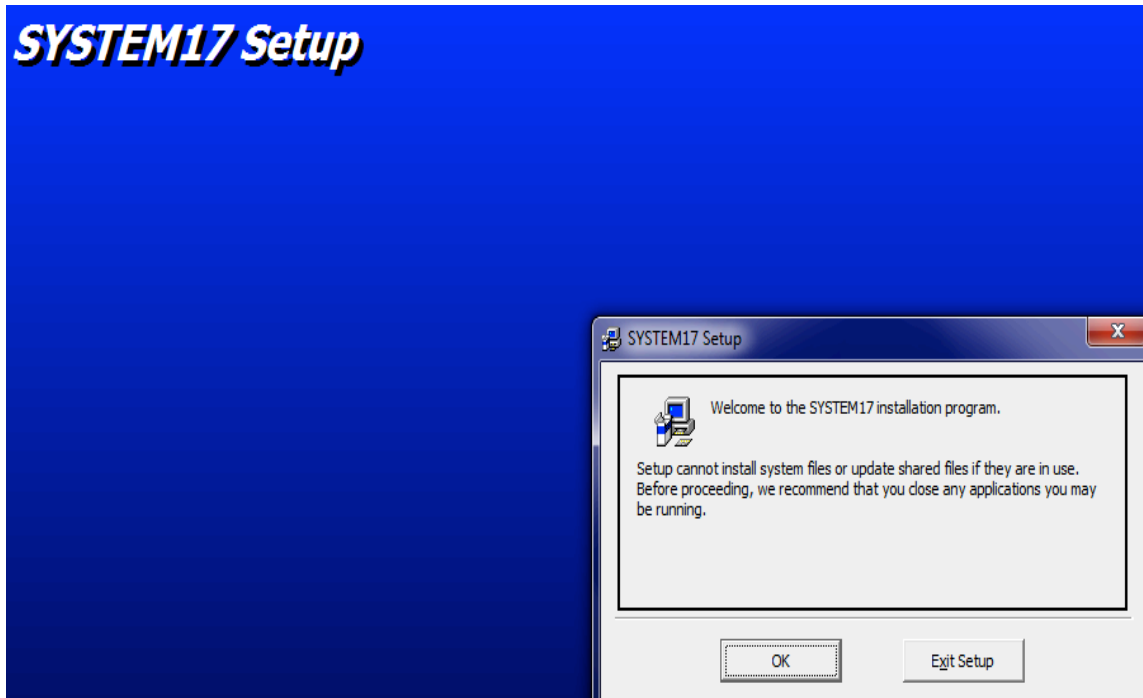 SYSTEM17 Setup
SYSTEM17 Setup
X
Welcome to the SYSTEM17 installation program.
Setup cannot install system files or update shared files if they are in use.
Before proceeding, we recommend that you close any applications you may
be running.
OK
Exit Setup